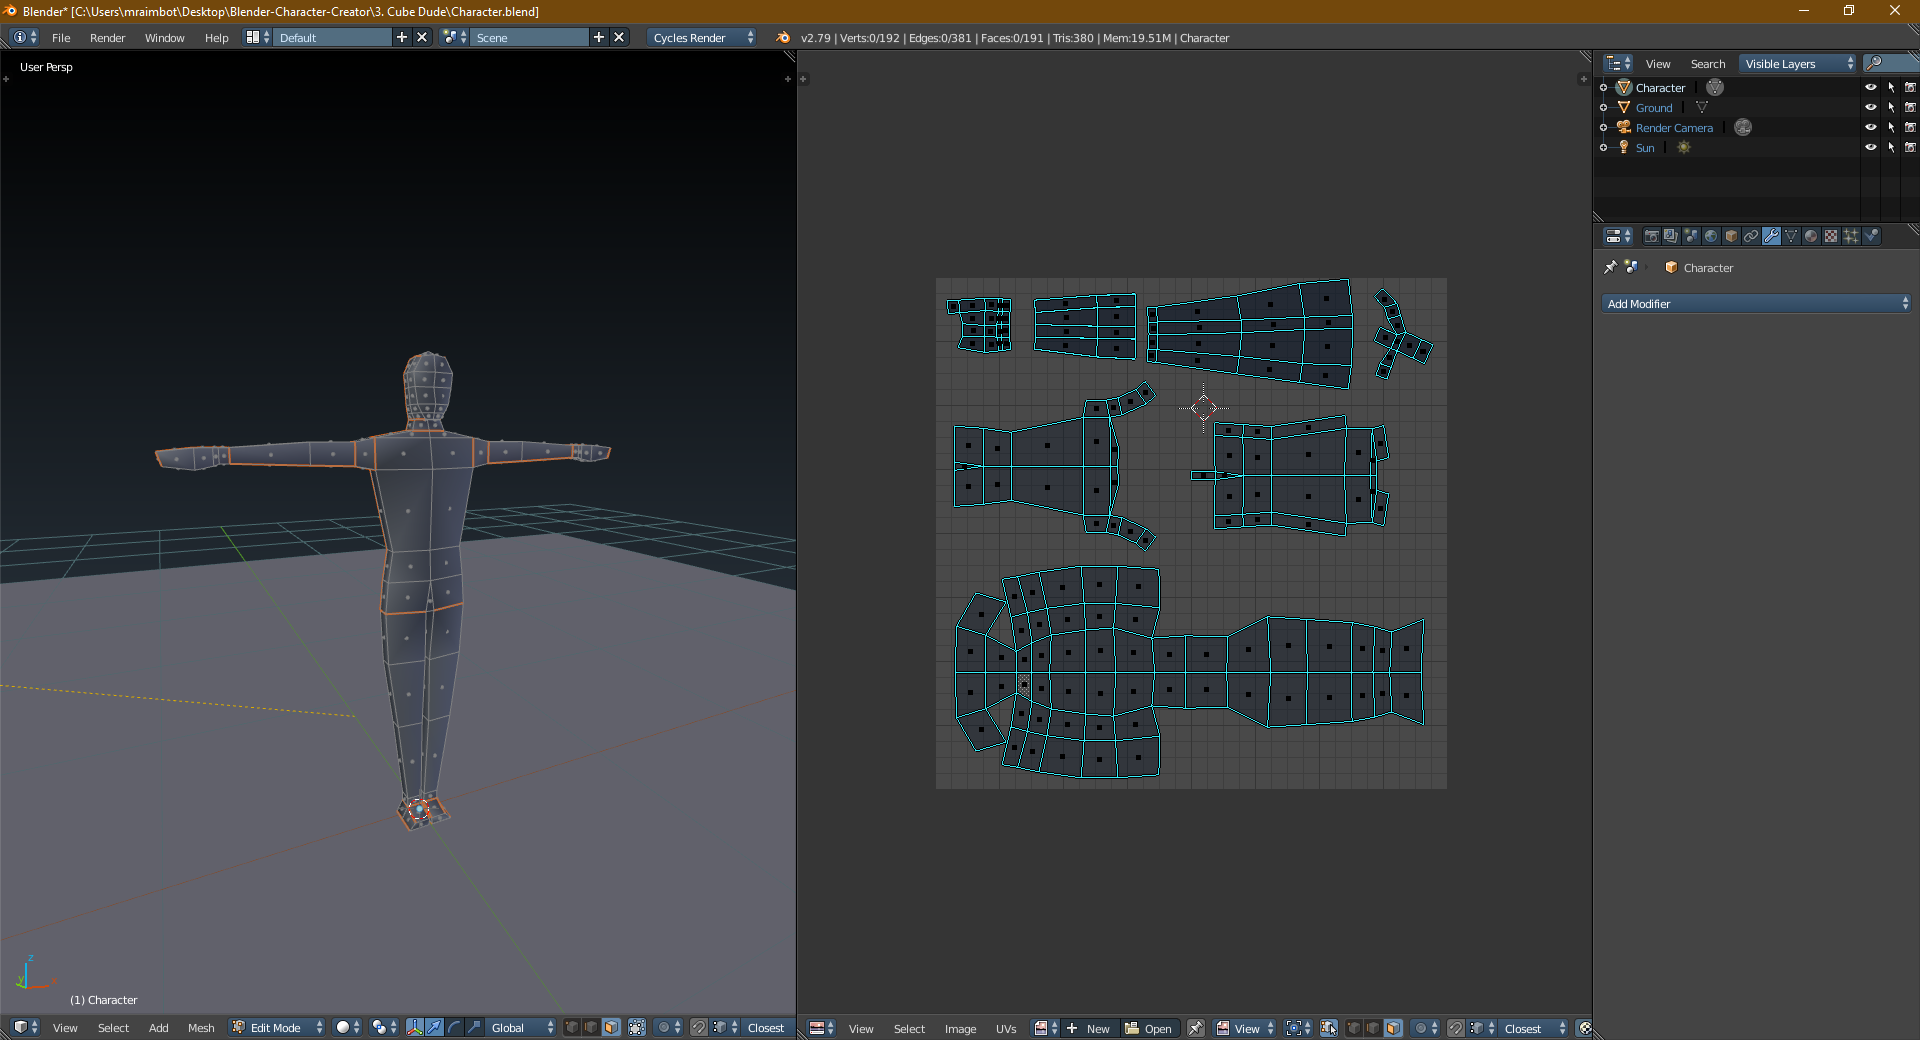 Blender* [C:\Users\mraimbot\Desktop\Blender-Character-Creator\3. Cube Dude\Character.blend]
File Render Window Help Default Scene Cycles Render v2.79 | Verts:0/192 | Edges:0/381 | Faces:0/191 | Tris:380 | Mem:19.51M | Character
User Persp
View Search Visible Layers
Character
Ground
Render Camera
Sun
Character
Add Modifier
z
y
x
(1) Character
View Select Add Mesh Edit Mode Global Closest
View Select Image UVs New Open View Closest